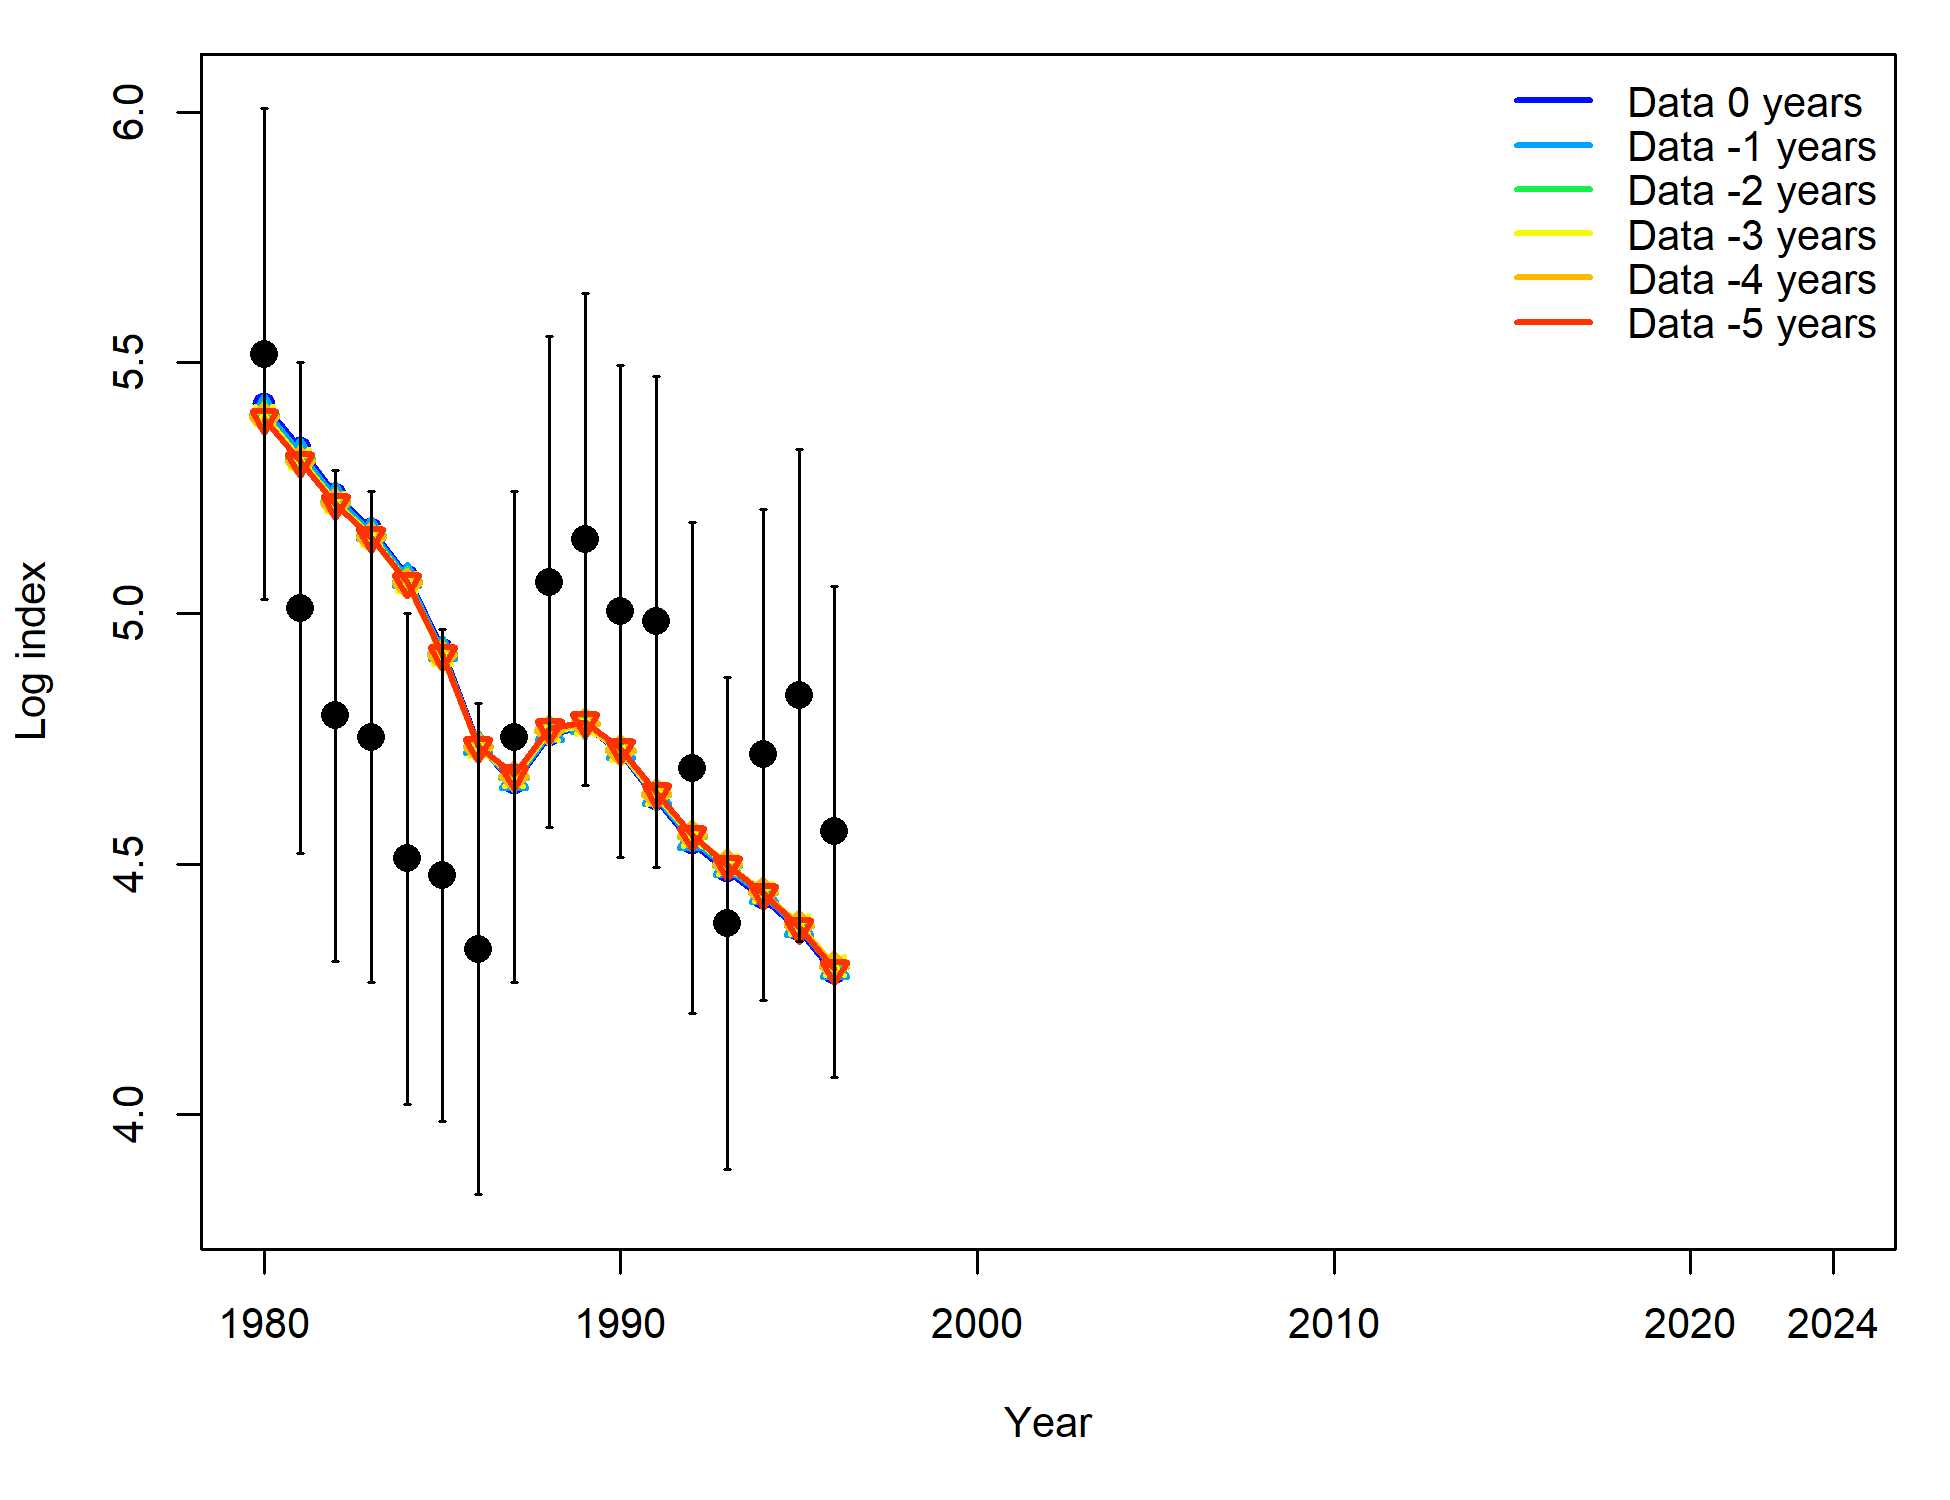 6.0
5.5
5.0
4.5
4.0
Log index
Data 0 years
Data -1 years
Data -2 years
Data -3 years
Data -4 years
Data -5 years
1980 1990 2000 2010 2020 2024
Year